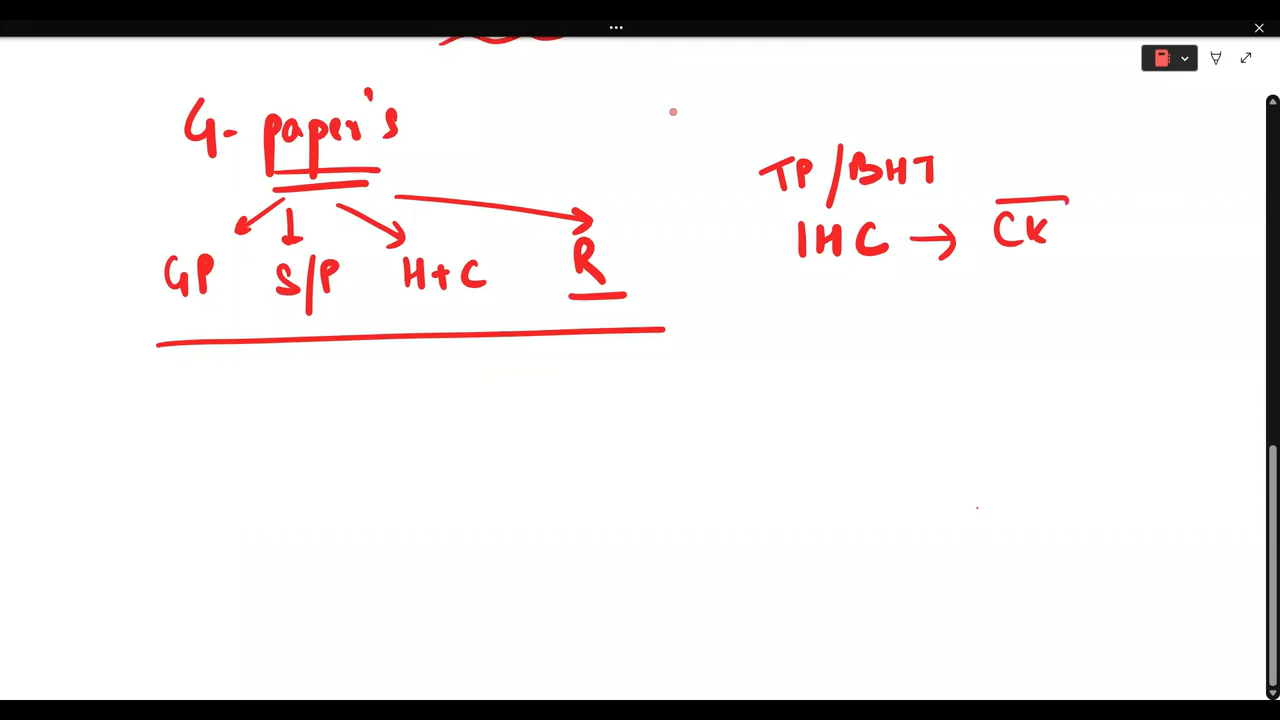 4- paper's
GP S/P H+C R
TP/BHT
IHC → CK